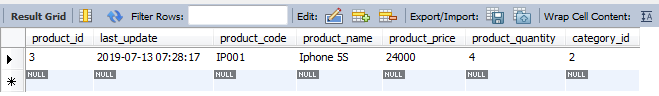 Result Grid Filter Rows: Edit: Export/Import: Wrap Cell Content: IA
product_id last_update product_code product_name product_price product_quantity category_id
3 2019-07-13 07:28:17 IP001 Iphone 5S 24000 4 2
NULL NULL NULL NULL NULL NULL NULL